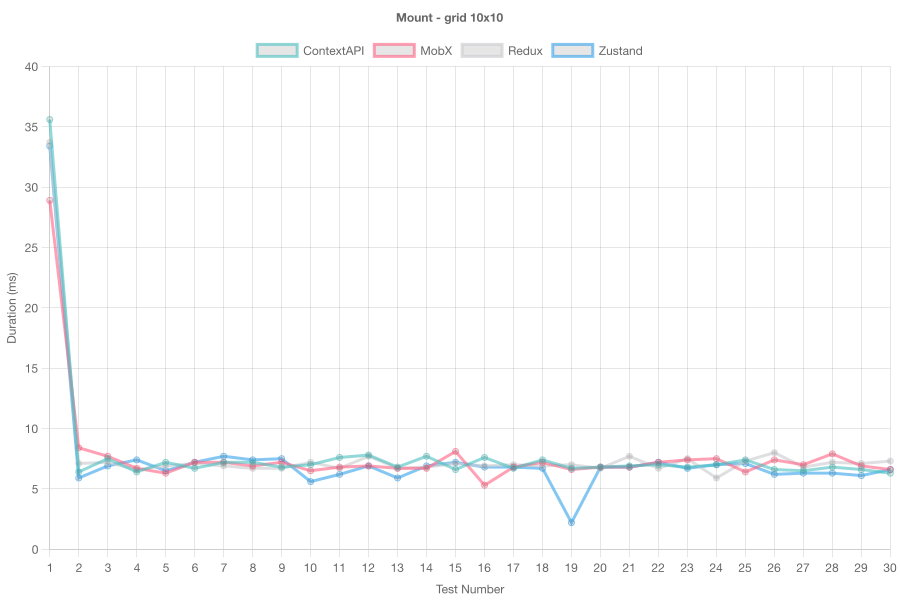 Mount - grid 10x10
ContextAPI MobX Redux Zustand
40
35
30
25
20
15
10
5
0
Duration (ms)
1 2 3 4 5 6 7 8 9 10 11 12 13 14 15 16 17 18 19 20 21 22 23 24 25 26 27 28 29 30
Test Number